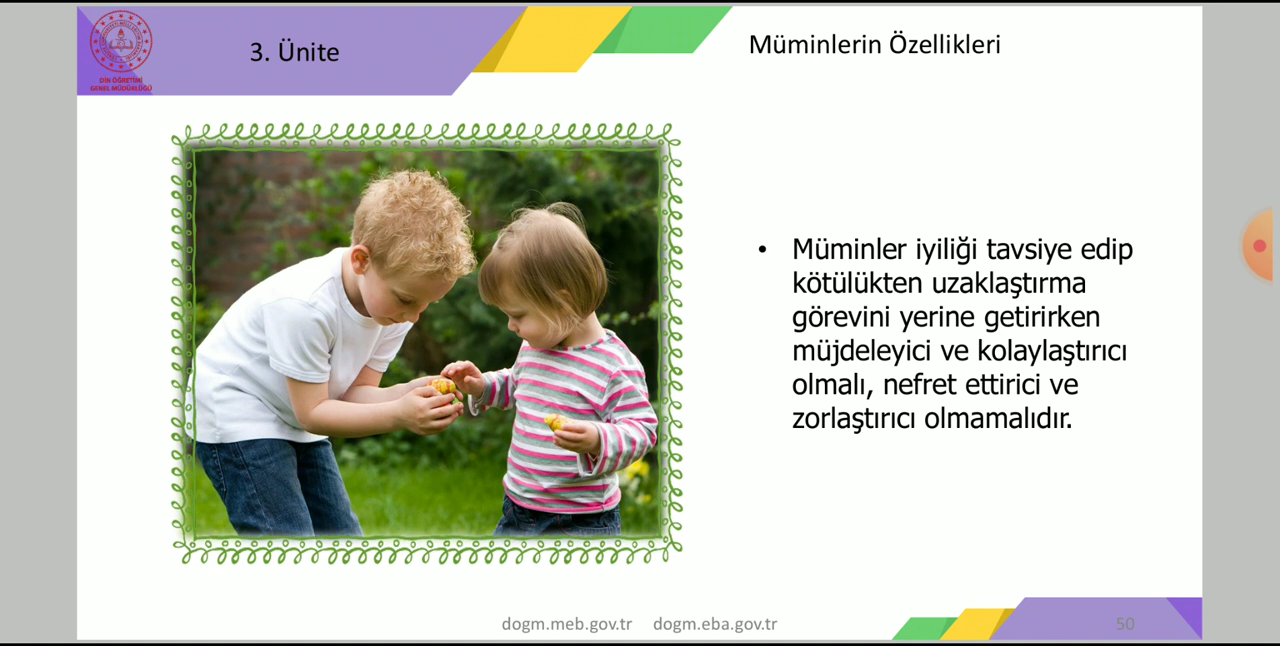 DİN ÖĞRETİMİ
GENEL MÜDÜRLÜĞÜ
3. Ünite
Müminlerin Özellikleri
• Müminler iyiliği tavsiye edip
kötülükten uzaklaştırma
görevini yerine getirirken
müjdeleyici ve kolaylaştırıcı
olmalı, nefret ettirici ve
zorlaştırıcı olmamalıdır.
dogm.meb.gov.tr dogm.eba.gov.tr
50